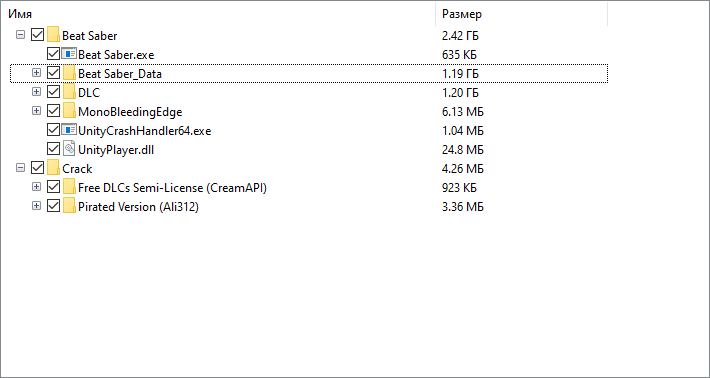 Имя Размер
Beat Saber 2.42 ГБ
Beat Saber.exe 635 КБ
Beat Saber_Data 1.19 ГБ
DLC 1.20 ГБ
MonoBleedingEdge 6.13 МБ
UnityCrashHandler64.exe 1.04 МБ
UnityPlayer.dll 24.8 МБ
Crack 4.26 МБ
Free DLCs Semi-License (CreamAPI) 923 КБ
Pirated Version (Ali312) 3.36 МБ